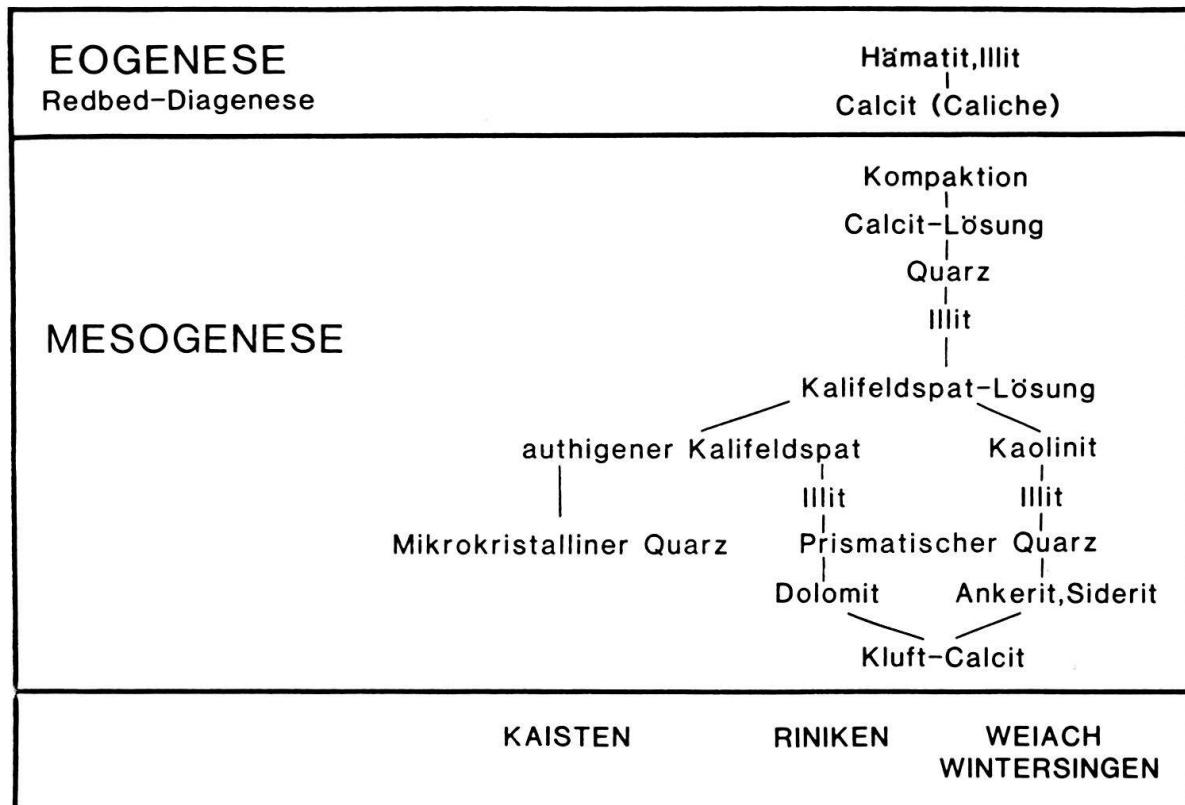 EOGENESE
Redbed-Diagenese
Hämatit,Illit
Calcit (Caliche)
MESOGENESE
Kompaktion
Calcit-Lösung
Quarz
Illit
Kalifeldspat-Lösung
authigener Kalifeldspat Kaolinit
Illit Illit
Mikrokristalliner Quarz Prismatischer Quarz
Dolomit Ankerit,Siderit
Kluft-Calcit
KAISTEN RINIKEN WEIACH
WINTERSINGEN